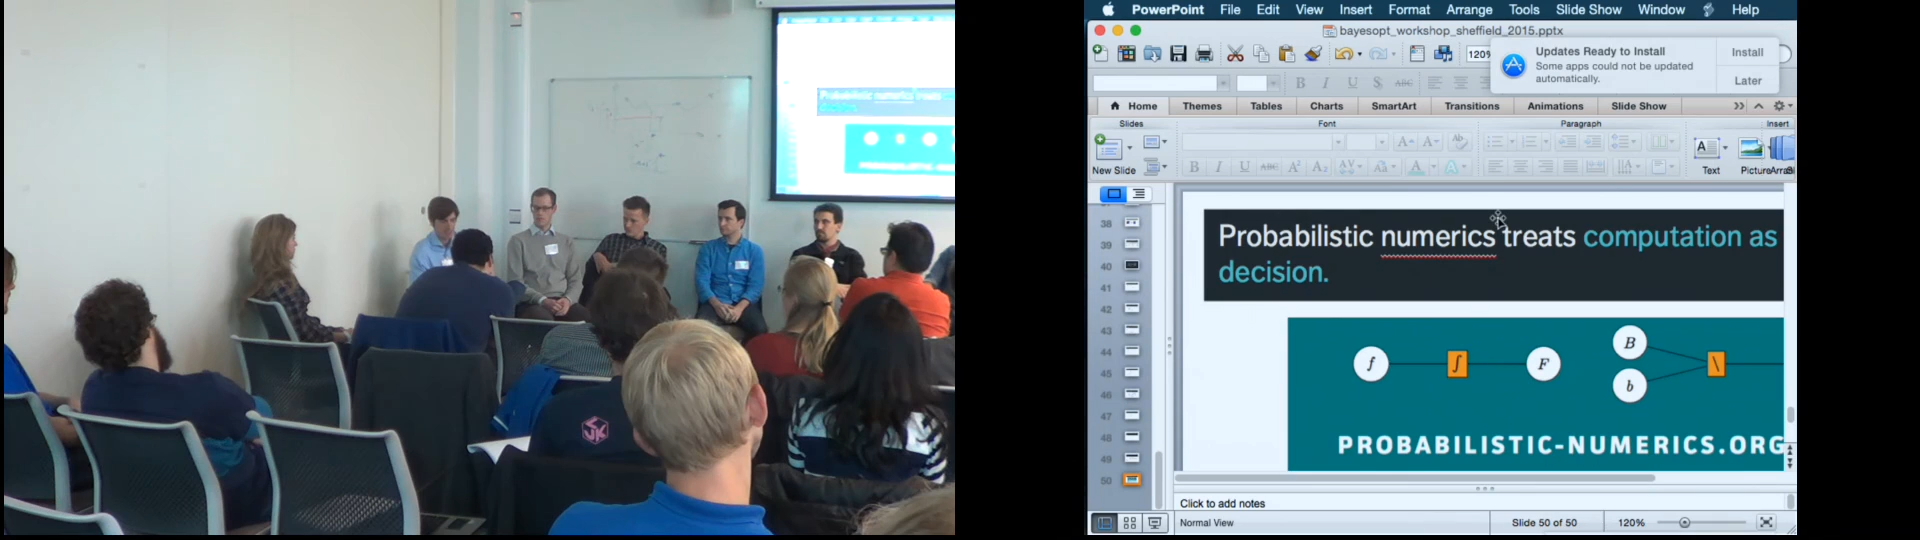 PowerPoint File Edit View Insert Format Arrange Tools Slide Show Window Help
bayesopt_workshop_sheffield_2015.pptx
Updates Ready to Install
Some apps could not be updated
automatically.
Install
Later
120%
Home Themes Tables Charts SmartArt Transitions Animations Slide Show
Slides Font Paragraph Insert
New Slide Text Picture
38
39
40
41
42
43
44
45
46
47
48
49
50
Probabilistic numerics treats computation as
decision.
f ∫ F
B
\
b
PROBABILISTIC-NUMERICS.ORG
Click to add notes
Normal View Slide 50 of 50 120%